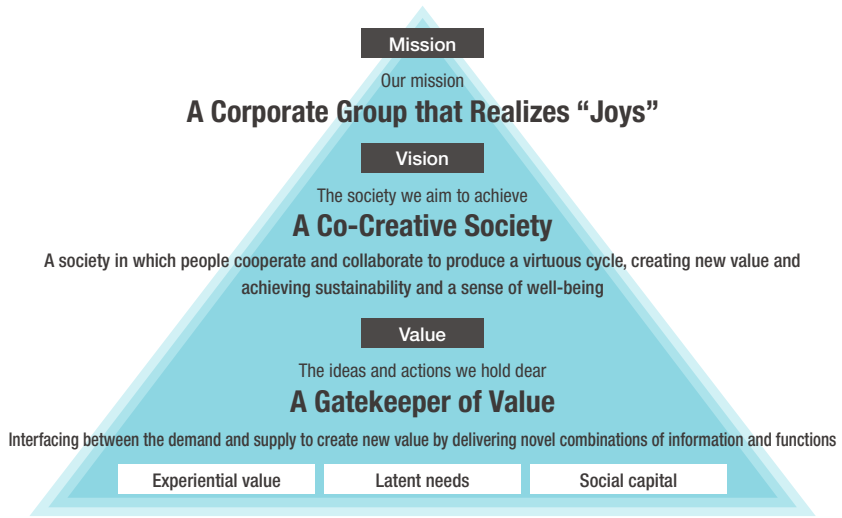 Mission
Our mission
A Corporate Group that Realizes “Joys”
Vision
The society we aim to achieve
A Co-Creative Society
A society in which people cooperate and collaborate to produce a virtuous cycle, creating new value and
achieving sustainability and a sense of well-being
Value
The ideas and actions we hold dear
A Gatekeeper of Value
Interfacing between the demand and supply to create new value by delivering novel combinations of information and functions
Experiential value
Latent needs
Social capital